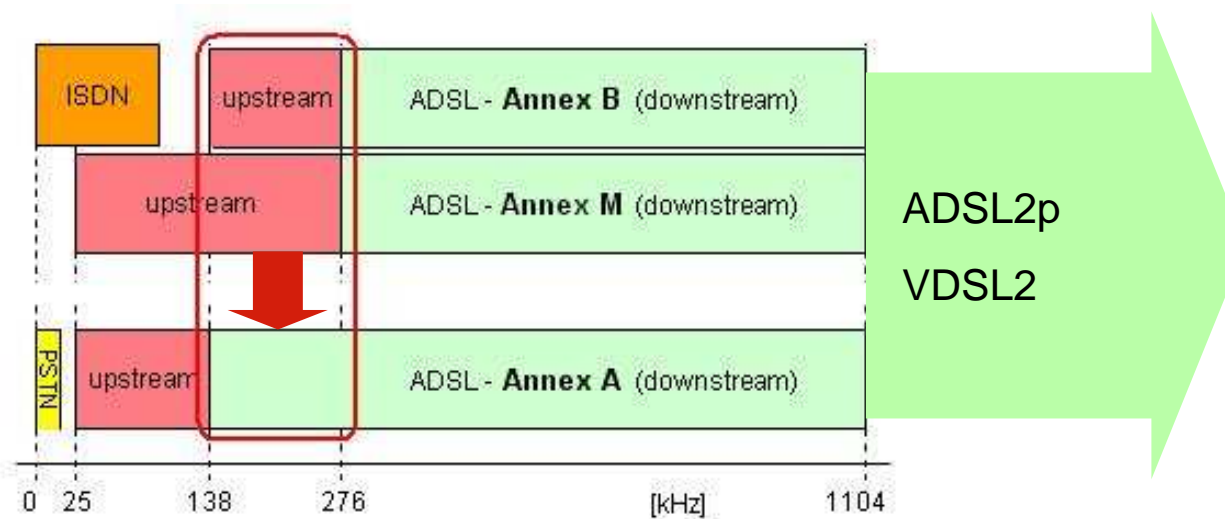 ISDN
upstream
ADSL - Annex B (downstream)
upstream
ADSL - Annex M (downstream)
ADSL2p
VDSL2
PSTN
upstream
ADSL - Annex A (downstream)
0 25 138 276 [kHz] 1104